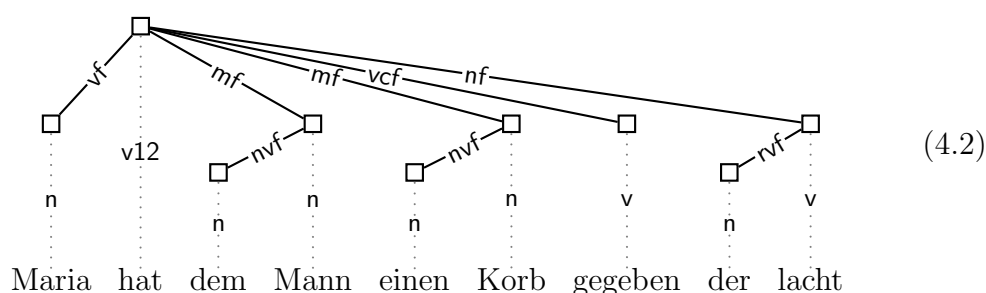 vf mf mf vcf nf
nvf nvf rvf (4.2)
v12
n n n v v
n n n
Maria hat dem Mann einen Korb gegeben der lacht